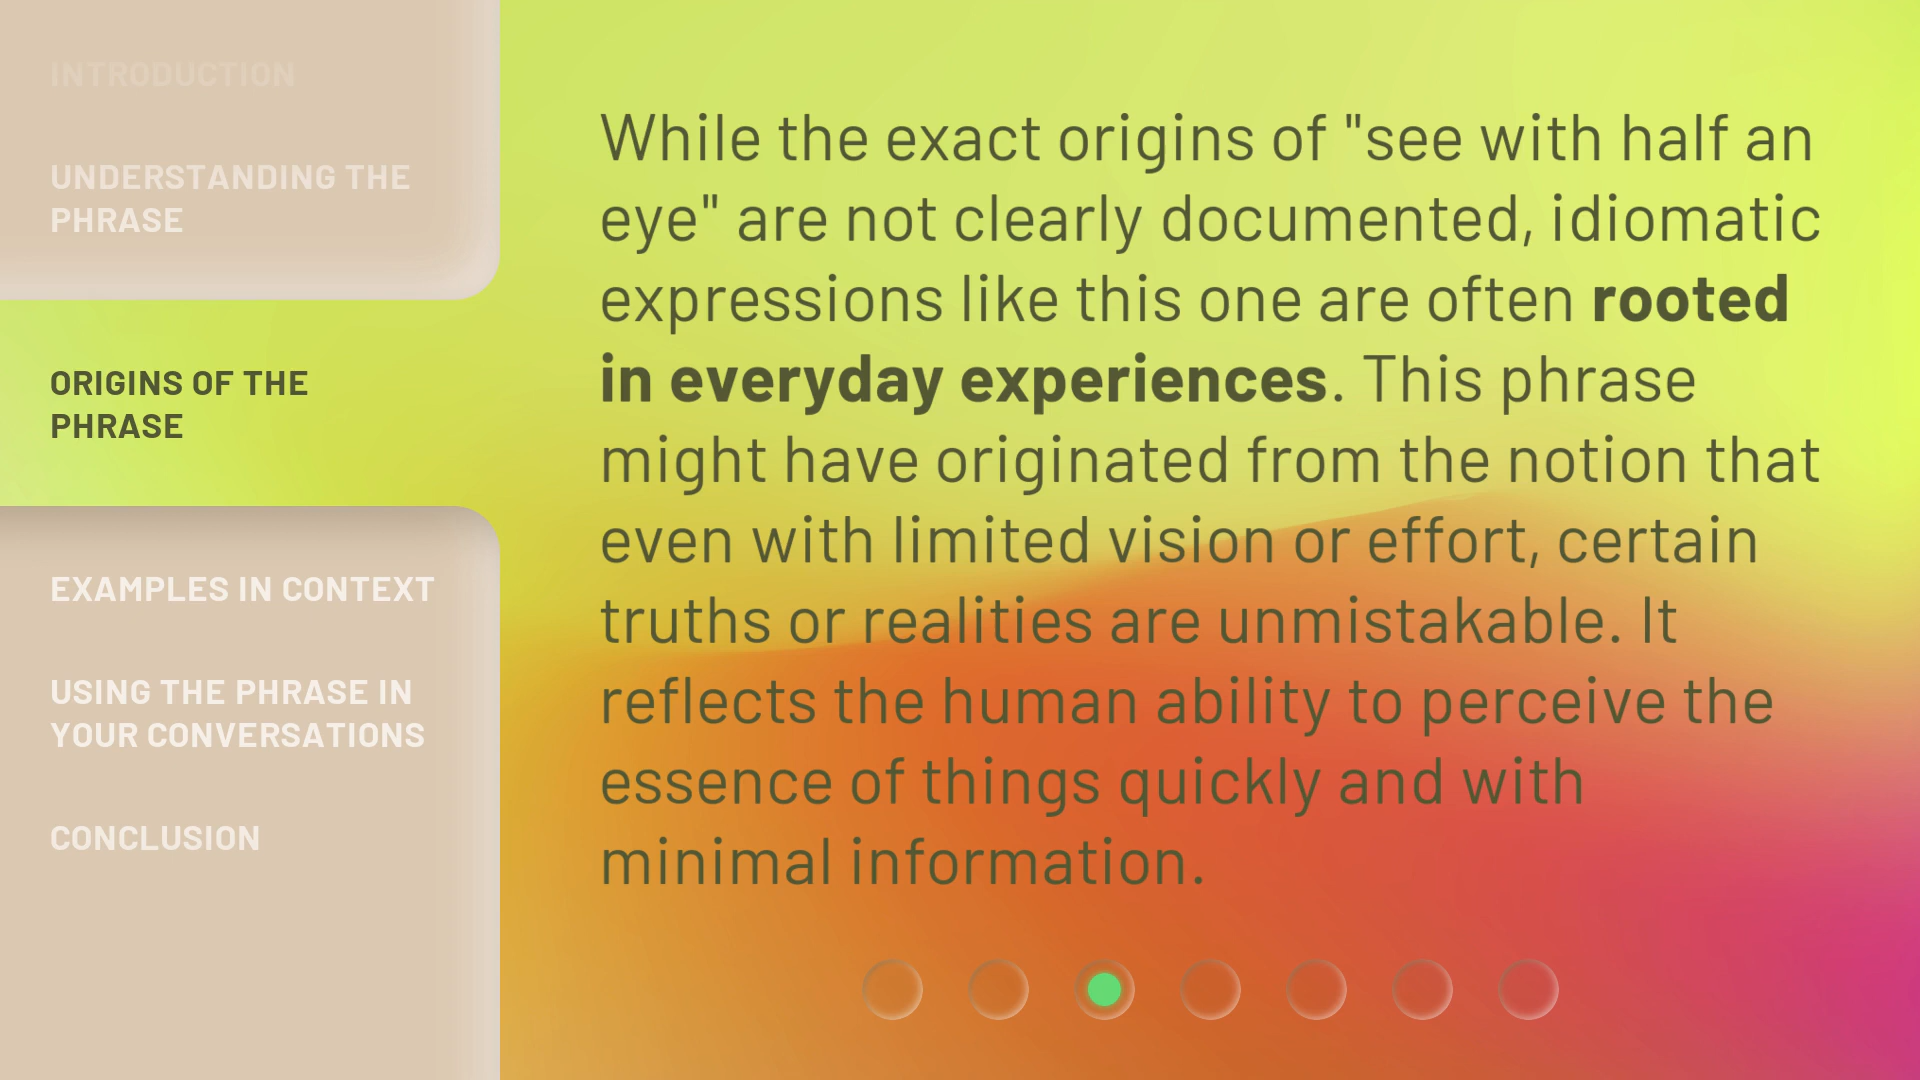 INTRODUCTION
UNDERSTANDING THE
PHRASE
ORIGINS OF THE
PHRASE
EXAMPLES IN CONTEXT
USING THE PHRASE IN
YOUR CONVERSATIONS
CONCLUSION
While the exact origins of "see with half an
eye" are not clearly documented, idiomatic
expressions like this one are often rooted
in everyday experiences. This phrase
might have originated from the notion that
even with limited vision or effort, certain
truths or realities are unmistakable. It
reflects the human ability to perceive the
essence of things quickly and with
minimal information.